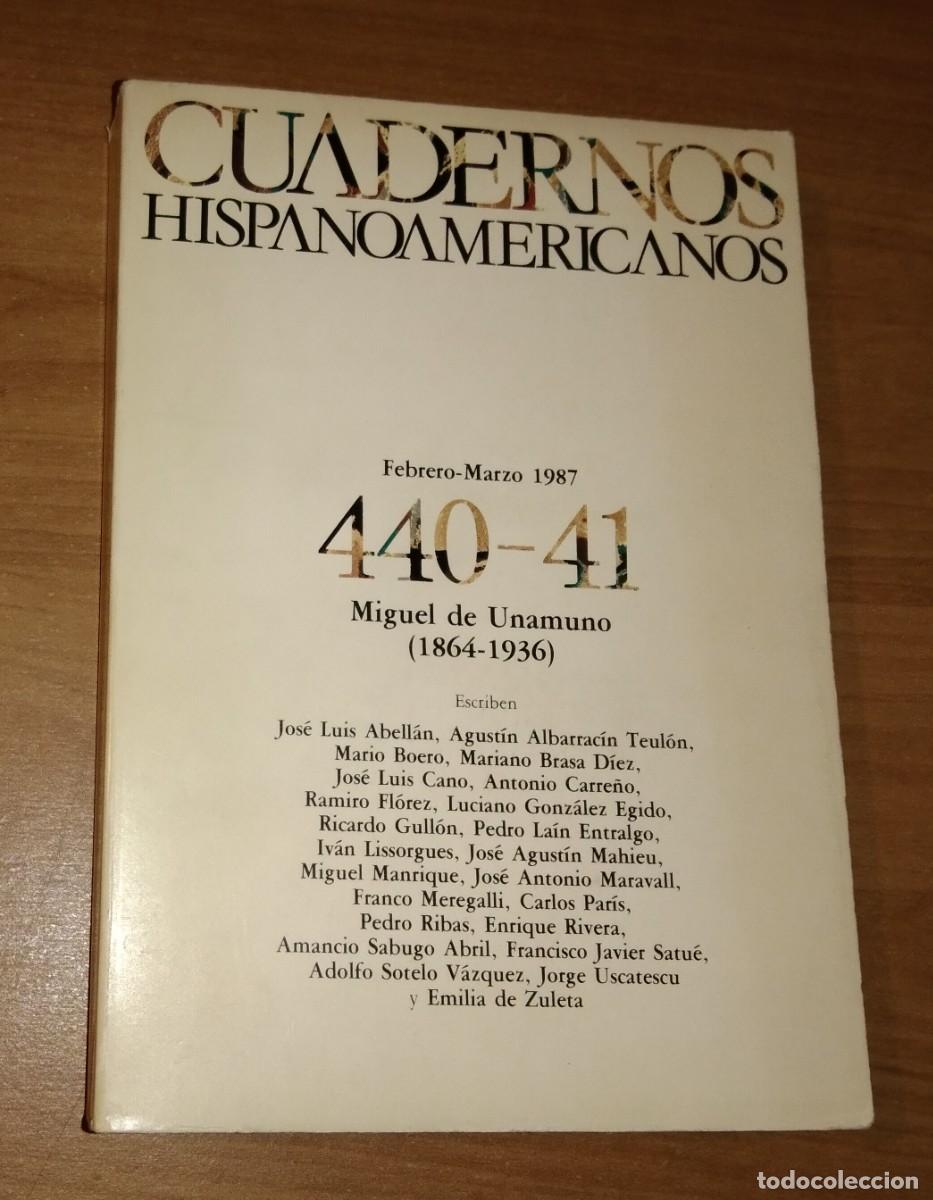 CUADERNOS
HISPANOAMERICANOS
Febrero-Marzo 1987
440-41
Miguel de Unamuno
(1864-1936)
Escriben
José Luis Abellán, Agustín Albarracín Teulón,
Mario Boero, Mariano Brasa Díez,
José Luis Cano, Antonio Carreño,
Ramiro Flórez, Luciano González Egido,
Ricardo Gullón, Pedro Laín Entralgo,
Iván Lissorgues, José Agustín Mahieu,
Miguel Manrique, José Antonio Maravall,
Franco Meregalli, Carlos París,
Pedro Ribas, Enrique Rivera,
Amancio Sabugo Abril, Francisco Javier Satué,
Adolfo Sotelo Vázquez, Jorge Uscatescu
y Emilia de Zuleta
todocoleccion